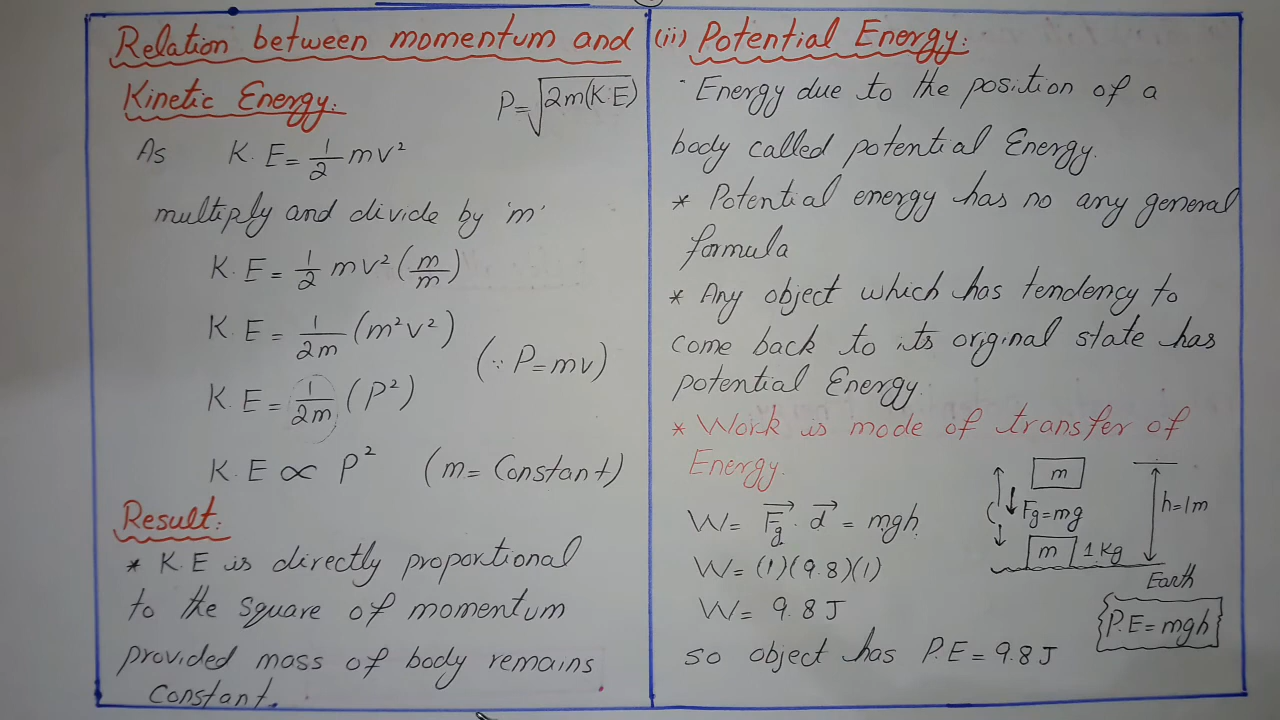 Relation between momentum and
Kinetic Energy:
P=√2m(K.E)
As K.E=1/2 mv²
multiply and divide by 'm'
K.E=1/2 mv²(m/m)
K.E=1/2m (m²v²)
(∵ P=mv)
K.E=1/2m (P²)
K.E ∝ P² (m= Constant)
Result:
* K.E is directly proportional
to the square of momentum
provided mass of body remains
constant.
(ii) Potential Energy:
Energy due to the position of a
body called potential Energy.
* Potential energy has no any general
formula
* Any object which has tendency to
come back to its original state has
potential Energy.
* Work is mode of transfer of
Energy.
W= F⃗g . d⃗ = mgh
W= (1)(9.8)(1)
W= 9.8 J
so object has P.E = 9.8 J
m
Fg=mg
h=1m
m 1 Kg
Earth
P.E=mgh